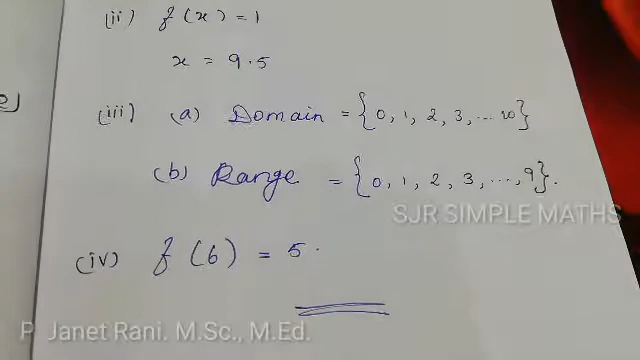 (ii) f(x) = 1
x = 9.5
(iii) (a) Domain = {0, 1, 2, 3, ... 10}
(b) Range = {0, 1, 2, 3, ..., 9}.
SJR SIMPLE MATHS
(iv) f(6) = 5.
P. Janet Rani. M.Sc., M.Ed.